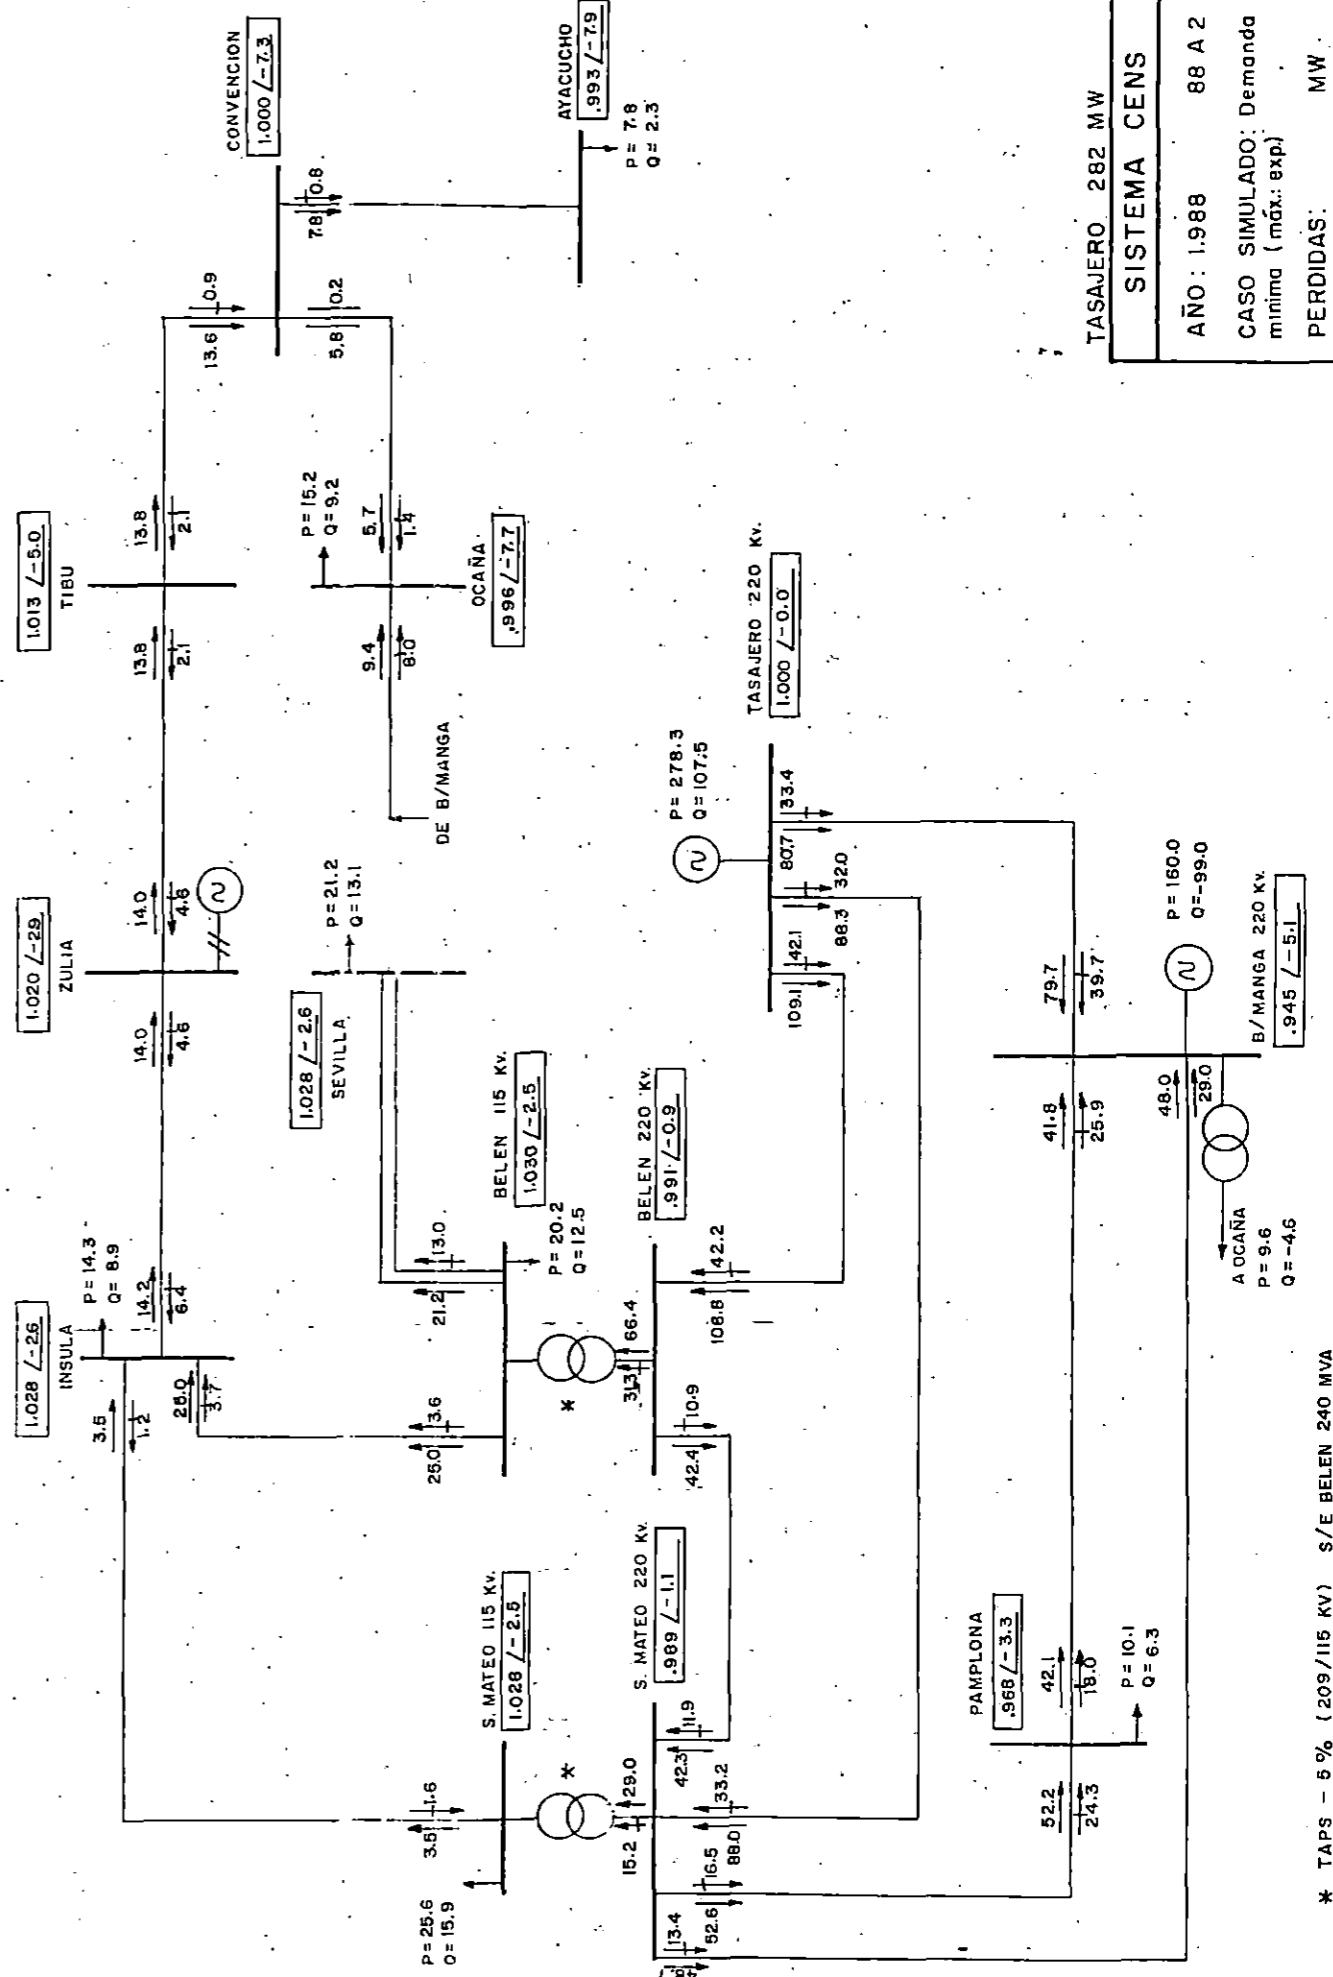 CONVENCION
1.000 /-7.3
AYACUCHO
.993 /-7.9
P = 7.8
Q = 2.3
7.8
0.8
13.6
0.9
5.8
0.2
1.013 /-5.0
TIBU
13.8
2.1
13.8
2.1
P = 15.2
Q = 9.2
5.7
1.4
OCAÑA
.996 /-7.7
9.4
8.0
DE B/MANGA
1.020 /-29
ZULIA
14.0
4.6
14.0
4.6
P = 21.2
Q = 13.1
1.028 /-2.6
SEVILLA
1.028 /-26
INSULA
P = 14.3
Q = 8.9
14.2
6.4
3.5
1.2
25.0
3.7
BELEN 115 Kv.
1.030 /-2.5
P = 20.2
Q = 12.5
21.2
13.0
25.0
3.6
*
66.4
31.3
BELEN 220 Kv.
.991 /-0.9
108.8
42.2
42.4
10.9
S. MATEO 115 Kv.
1.028 /-2.5
P = 25.6
Q = 15.9
3.5
1.6
*
15.2
29.0
S. MATEO 220 Kv.
.989 /-1.1
42.3
11.9
88.0
33.2
52.6
16.5
13.4
TASAJERO 220 Kv.
1.000 /-0.0
P = 278.3
Q = 107.5
80.7
33.4
88.3
32.0
109.1
42.1
PAMPLONA
.968 /-3.3
52.2
24.3
42.1
18.0
P = 10.1
Q = 6.3
41.8
25.9
79.7
39.7
48.0
29.0
P = 160.0
Q = -99.0
B/MANGA 220 Kv.
.945 /-5.1
A OCAÑA
P = 9.6
Q = -4.6
TASAJERO 282 MW
SISTEMA CENS
AÑO : 1.988 88 A 2
CASO SIMULADO: Demanda
minima (máx.: exp.)
PERDIDAS: MW.
* TAPS - 5% (209/115 KV) S/E BELEN 240 MVA